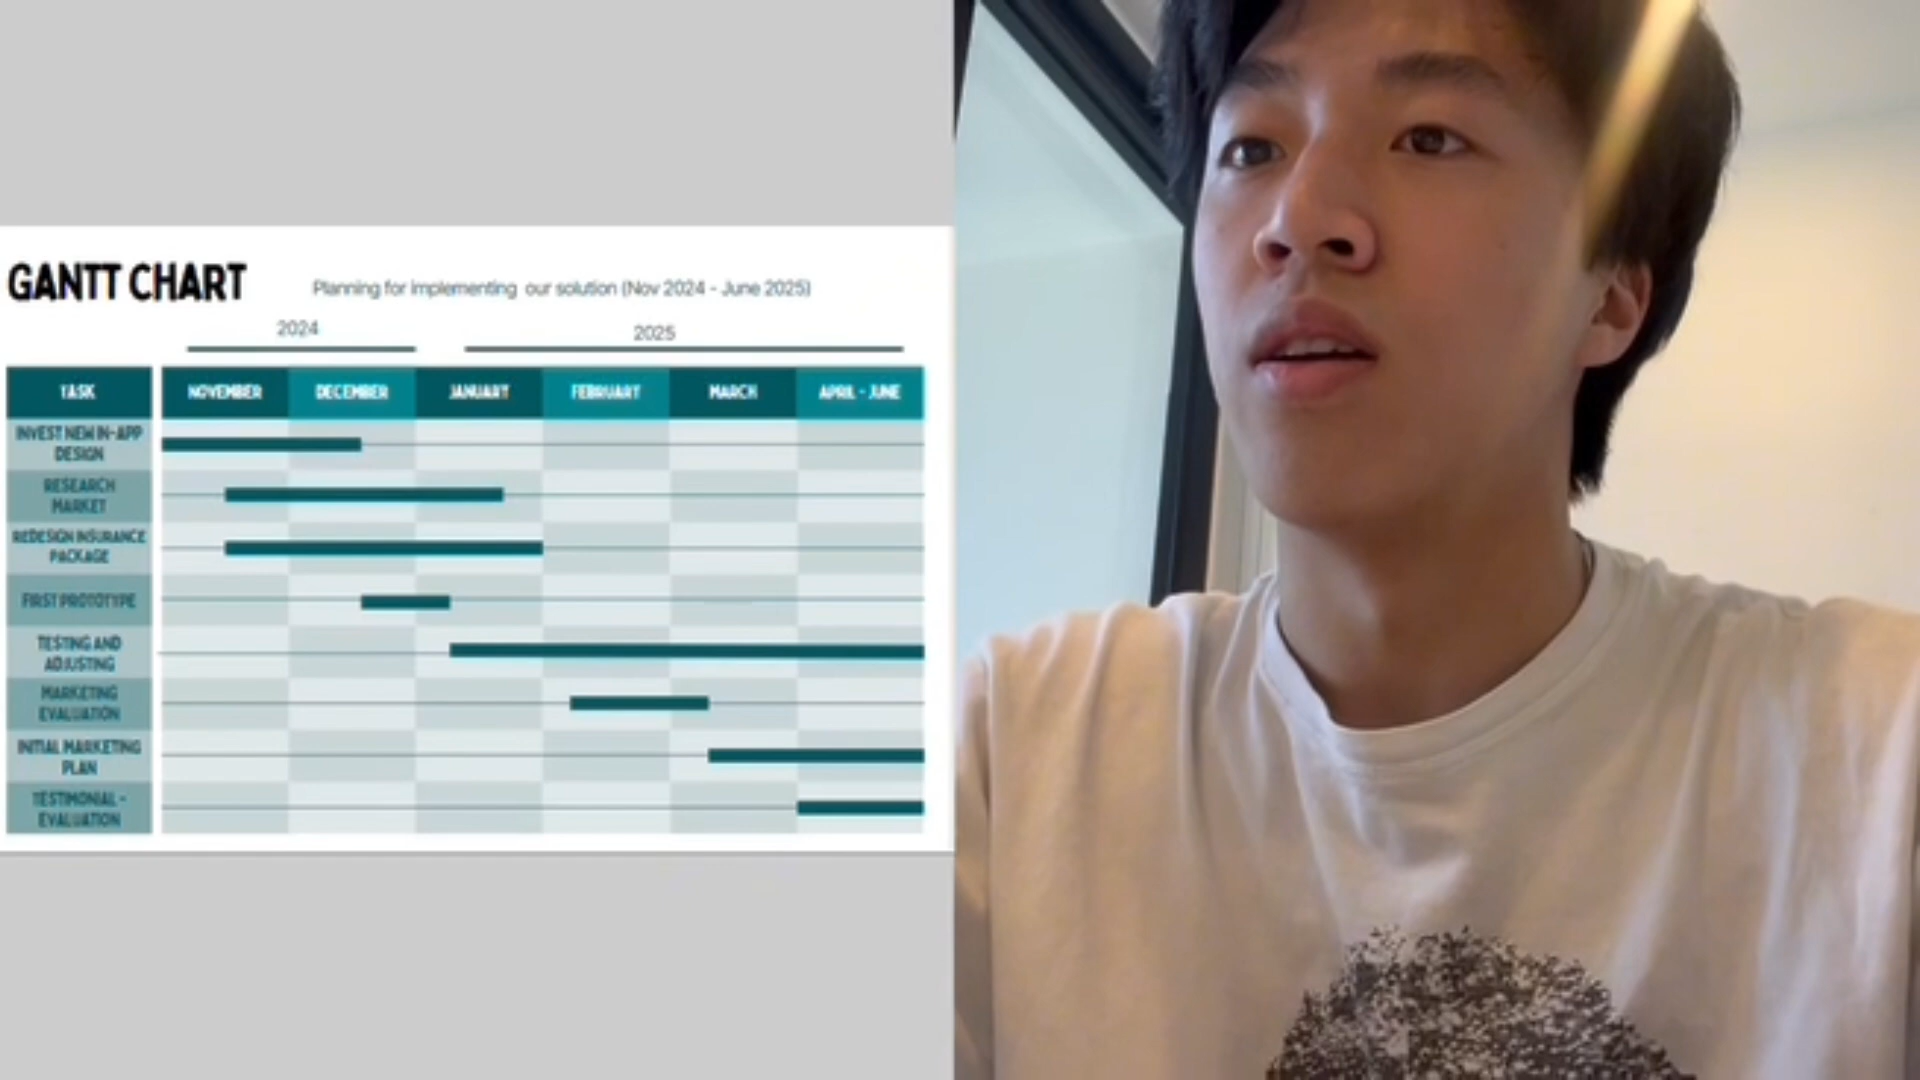 GANTT CHART
Planning for implementing our solution (Nov 2024 - June 2025)
2024
2025
TASK
NOVEMBER
DECEMBER
JANUARY
FEBRUARY
MARCH
APRIL - JUNE
INVEST NEW IN-APP
DESIGN
RESEARCH
MARKET
REDESIGN INSURANCE
PACKAGE
FIRST PROTOTYPE
TESTING AND
ADJUSTING
MARKETING
EVALUATION
INITIAL MARKETING
PLAN
TESTIMONIAL -
EVALUATION